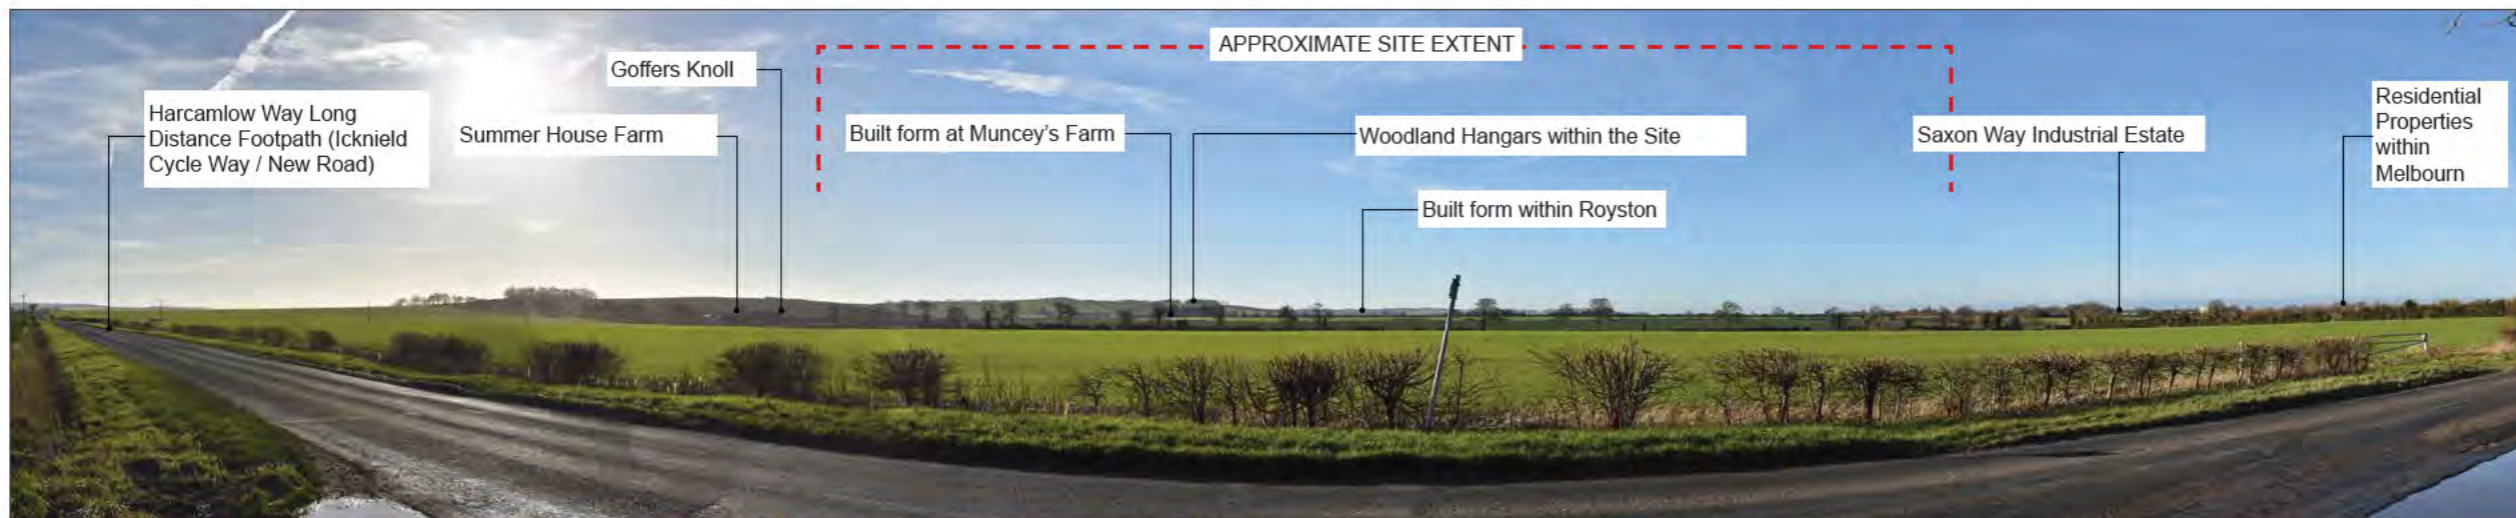 APPROXIMATE SITE EXTENT
Goffers Knoll
Harcamlow Way Long
Distance Footpath (Icknield
Cycle Way / New Road)
Summer House Farm
Built form at Muncey's Farm
Woodland Hangars within the Site
Built form within Royston
Saxon Way Industrial Estate
Residential
Properties
within
Melbourn